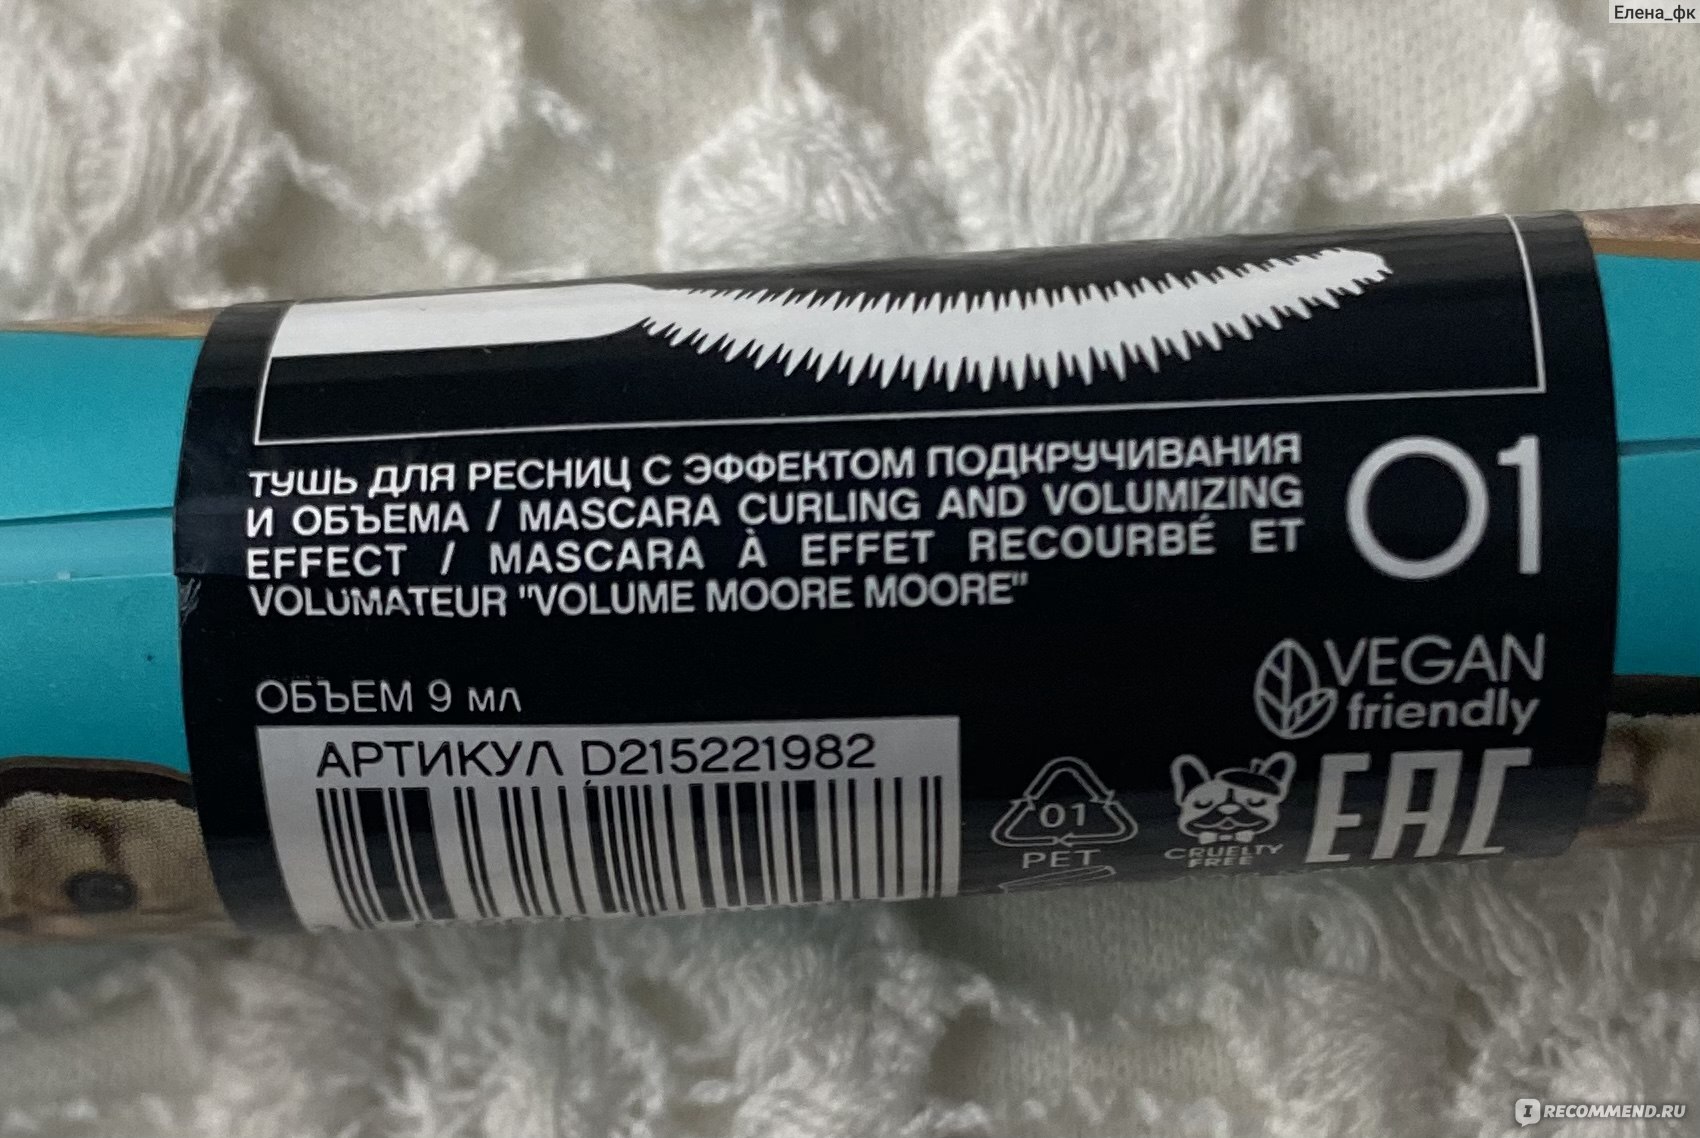 Елена_фк
ТУШЬ ДЛЯ РЕСНИЦ С ЭФФЕКТОМ ПОДКРУЧИВАНИЯ
И ОБЪЕМА / MASCARA CURLING AND VOLUMIZING
EFFECT / MASCARA À EFFET RECOURBÉ ET
VOLUMATEUR "VOLUME MOORE MOORE"
01
ОБЪЕМ 9 мл
VEGAN
friendly
АРТИКУЛ D215221982
01
PET
CRUELTY
FREE
EAC
I RECOMMEND.RU